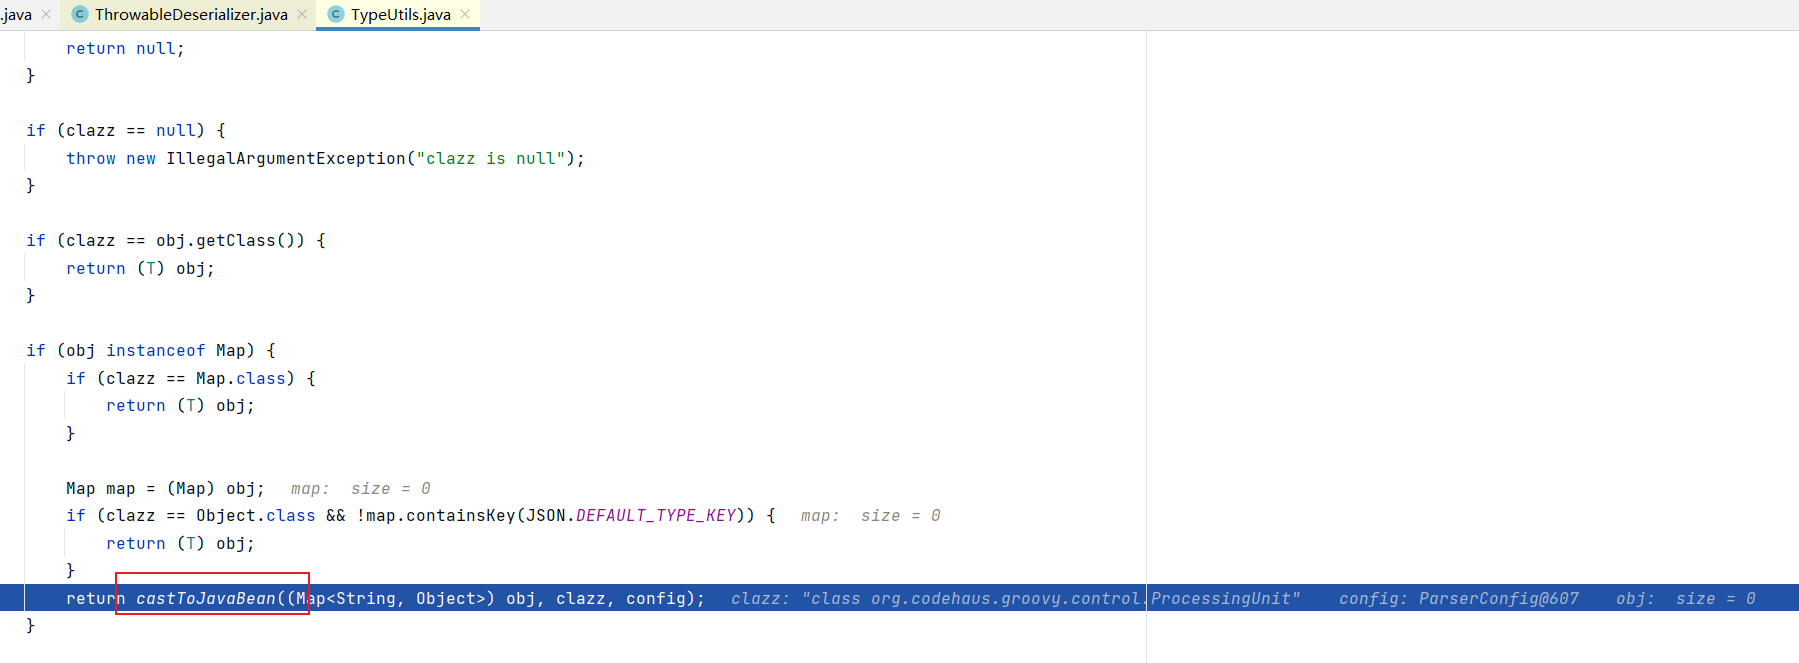 .java ThrowableDeserializer.java TypeUtils.java
return null;
}
if (clazz == null) {
throw new IllegalArgumentException("clazz is null");
}
if (clazz == obj.getClass()) {
return (T) obj;
}
if (obj instanceof Map) {
if (clazz == Map.class) {
return (T) obj;
}
Map map = (Map) obj; map: size = 0
if (clazz == Object.class && !map.containsKey(JSON.DEFAULT_TYPE_KEY)) { map: size = 0
return (T) obj;
}
return castToJavaBean((Map<String, Object>) obj, clazz, config); clazz: "class org.codehaus.groovy.control.ProcessingUnit" config: ParserConfig@607 obj: size = 0
}